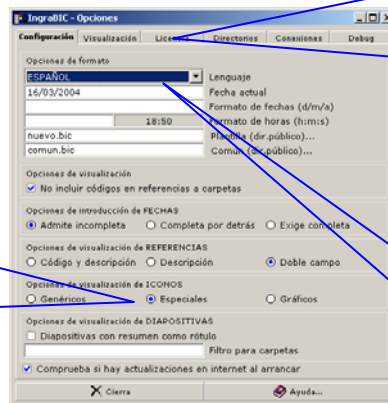 IngraBIC - Opciones
Configuración Visualización Licencia Directorios Conexiones Debug
Opciones de formato
ESPAÑOL Lenguaje
16/03/2004 Fecha actual
Formato de fechas (d/m/a)
18:50 Formato de horas (h:m:s)
nuevo.bic Plantilla (dir.público)...
comun.bic Común (dir.público)...
Opciones de visualización
No incluir códigos en referencias a carpetas
Opciones de introducción de FECHAS
Admite incompleta Completa por detrás Exige completa
Opciones de visualización de REFERENCIAS
Código y descripción Descripción Doble campo
Opciones de visualización de ICONOS
Genéricos Especiales Gráficos
Opciones de visualización de DIAPOSITIVAS
Diapositivas con resumen como rótulo
Filtro para carpetas
Comprueba si hay actualizaciones en internet al arrancar
Cierra Ayuda...